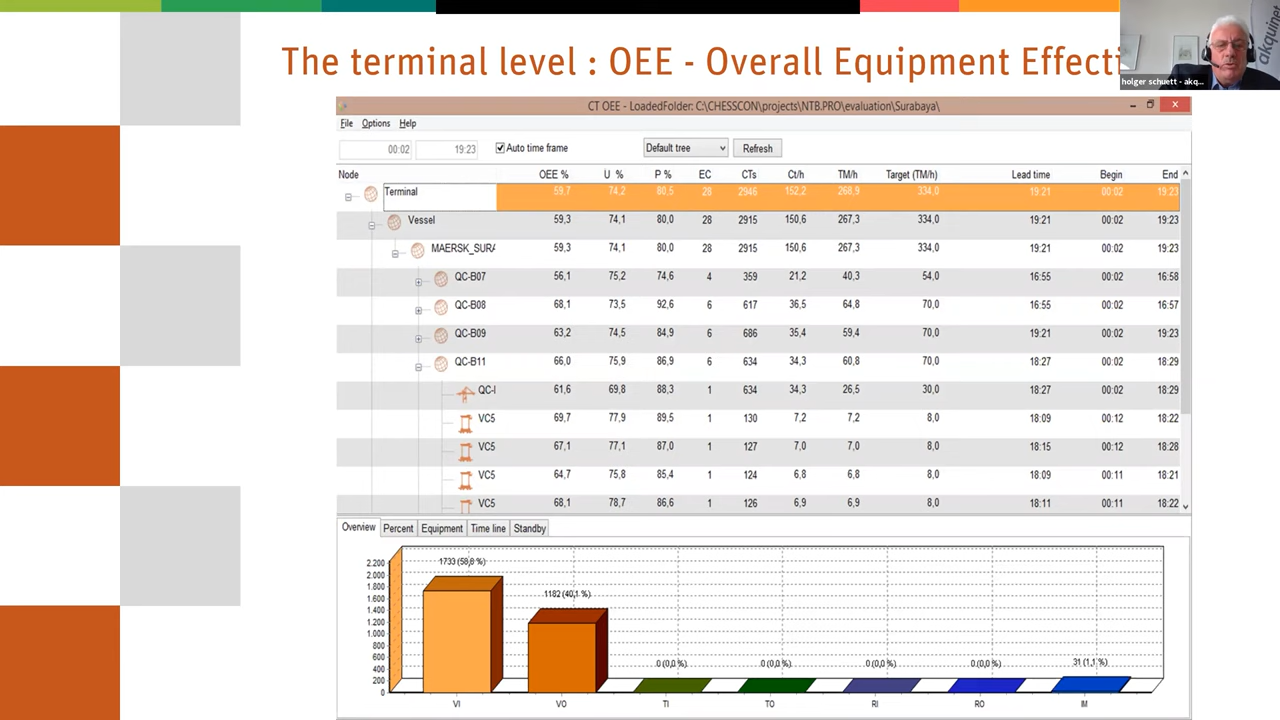 The terminal level : OEE - Overall Equipment Effecti
akquinet
holger schuett - akq...
CT OEE - LoadedFolder: C:\CHESSCON\projects\NTB.PRO\evaluation\Surabaya\
File Options Help
00:02 19:23 Auto time frame Default tree Refresh
Node OEE % U % P % EC CTs Ct/h TM/h Target (TM/h) Lead time Begin End
Terminal 59,7 74,2 80,5 28 2946 152,2 268,9 334,0 19:21 00:02 19:23
Vessel 59,3 74,1 80,0 28 2915 150,6 267,3 334,0 19:21 00:02 19:23
MAERSK_SURA 59,3 74,1 80,0 28 2915 150,6 267,3 334,0 19:21 00:02 19:23
QC-B07 56,1 75,2 74,6 4 359 21,2 40,3 54,0 16:55 00:02 16:58
QC-B08 68,1 73,5 92,6 6 617 36,5 64,8 70,0 16:55 00:02 16:57
QC-B09 63,2 74,5 84,9 6 686 35,4 59,4 70,0 19:21 00:02 19:23
QC-B11 66,0 75,9 86,9 6 634 34,3 60,8 70,0 18:27 00:02 18:29
QC-I 61,6 69,8 88,3 1 634 34,3 26,5 30,0 18:27 00:02 18:29
VC5 69,7 77,9 89,5 1 130 7,2 7,2 8,0 18:09 00:12 18:22
VC5 67,1 77,1 87,0 1 127 7,0 7,0 8,0 18:15 00:12 18:28
VC5 64,7 75,8 85,4 1 124 6,8 6,8 8,0 18:09 00:11 18:21
VC5 68,1 78,7 86,6 1 126 6,9 6,9 8,0 18:11 00:11 18:22
Overview Percent Equipment Time line Standby
2.200
2.000
1.800
1.600
1.400
1.200
1.000
800
600
400
200
0
1733 (58,8 %)
1182 (40,1 %)
0 (0,0 %) 0 (0,0 %) 0 (0,0 %) 0 (0,0 %) 31 (1,1 %)
VI VO TI TO RI RO IM